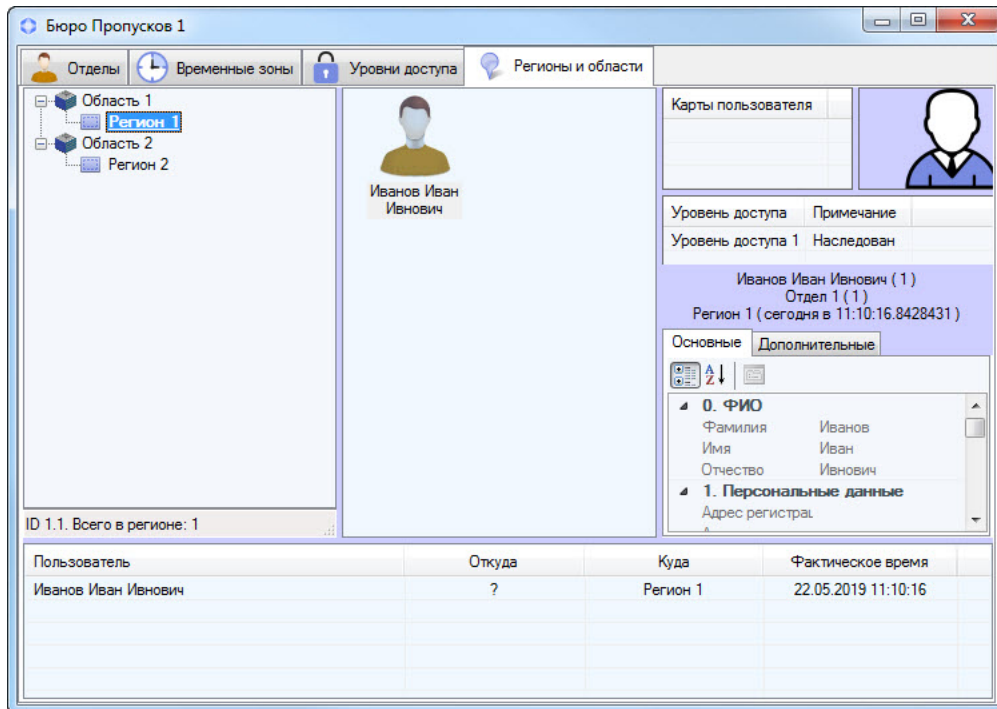 Бюро Пропусков 1
Отделы Временные зоны Уровни доступа Регионы и области
Область 1
Регион 1
Область 2
Регион 2
ID 1.1. Всего в регионе: 1
Иванов Иван
Ивнович
Карты пользователя
Уровень доступа Примечание
Уровень доступа 1 Наследован
Иванов Иван Ивнович ( 1 )
Отдел 1 ( 1 )
Регион 1 ( сегодня в 11:10:16.8428431 )
Основные Дополнительные
0. ФИО
Фамилия Иванов
Имя Иван
Отчество Ивнович
1. Персональные данные
Адрес регистрац
Пользователь Откуда Куда Фактическое время
Иванов Иван Ивнович ? Регион 1 22.05.2019 11:10:16